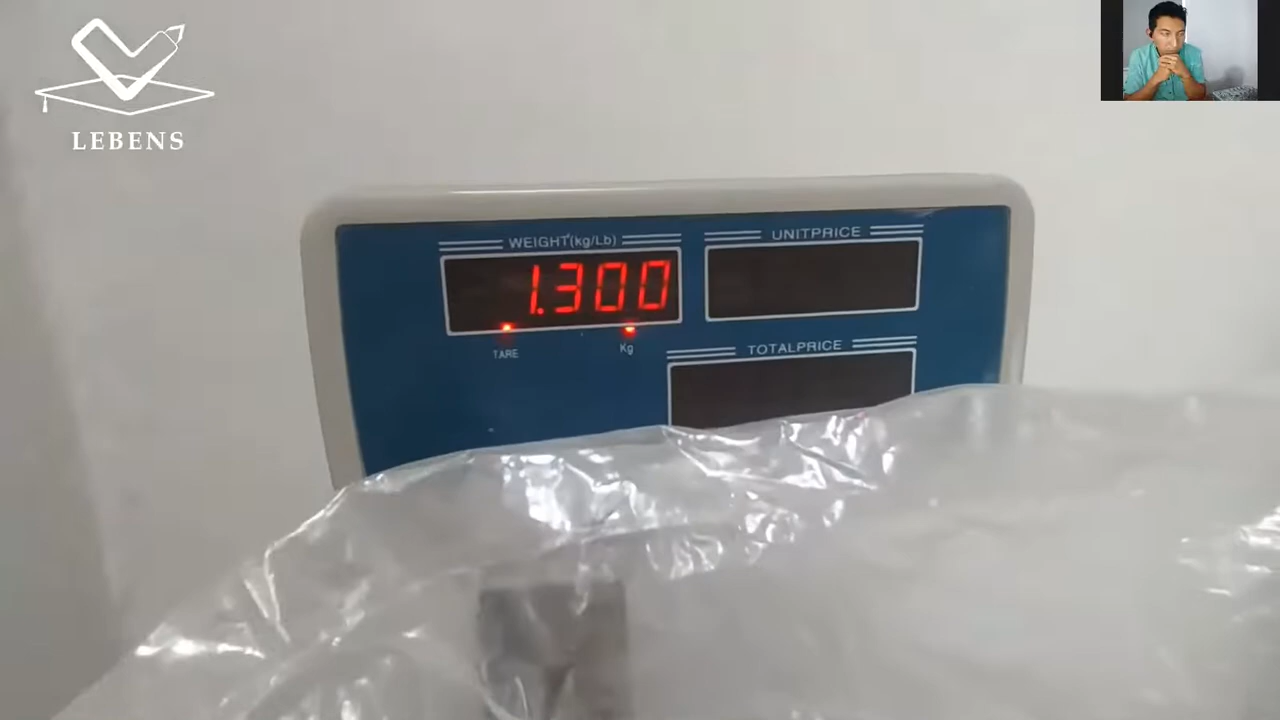 LEBENS
WEIGHT(kg/Lb)
UNITPRICE
1.300
TARE
Kg
TOTALPRICE